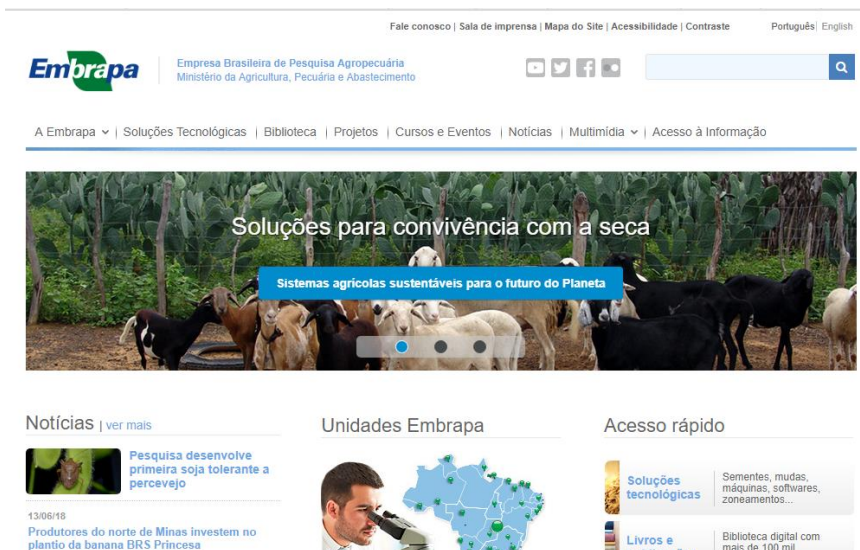 Fale conosco | Sala de imprensa | Mapa do Site | Acessibilidade | Contraste
Português | English
Embrapa
Empresa Brasileira de Pesquisa Agropecuária
Ministério da Agricultura, Pecuária e Abastecimento
A Embrapa | Soluções Tecnológicas | Biblioteca | Projetos | Cursos e Eventos | Notícias | Multimídia | Acesso à Informação
Soluções para convivência com a seca
Sistemas agrícolas sustentáveis para o futuro do Planeta
Notícias | ver mais
Pesquisa desenvolve
primeira soja tolerante a
percevejo
13/06/18
Produtores do norte de Minas investem no
plantio da banana BRS Princesa
Unidades Embrapa
Acesso rápido
Soluções
tecnológicas
Sementes, mudas,
máquinas, softwares,
zoneamentos...
Livros e
Biblioteca digital com
mais de 100 mil